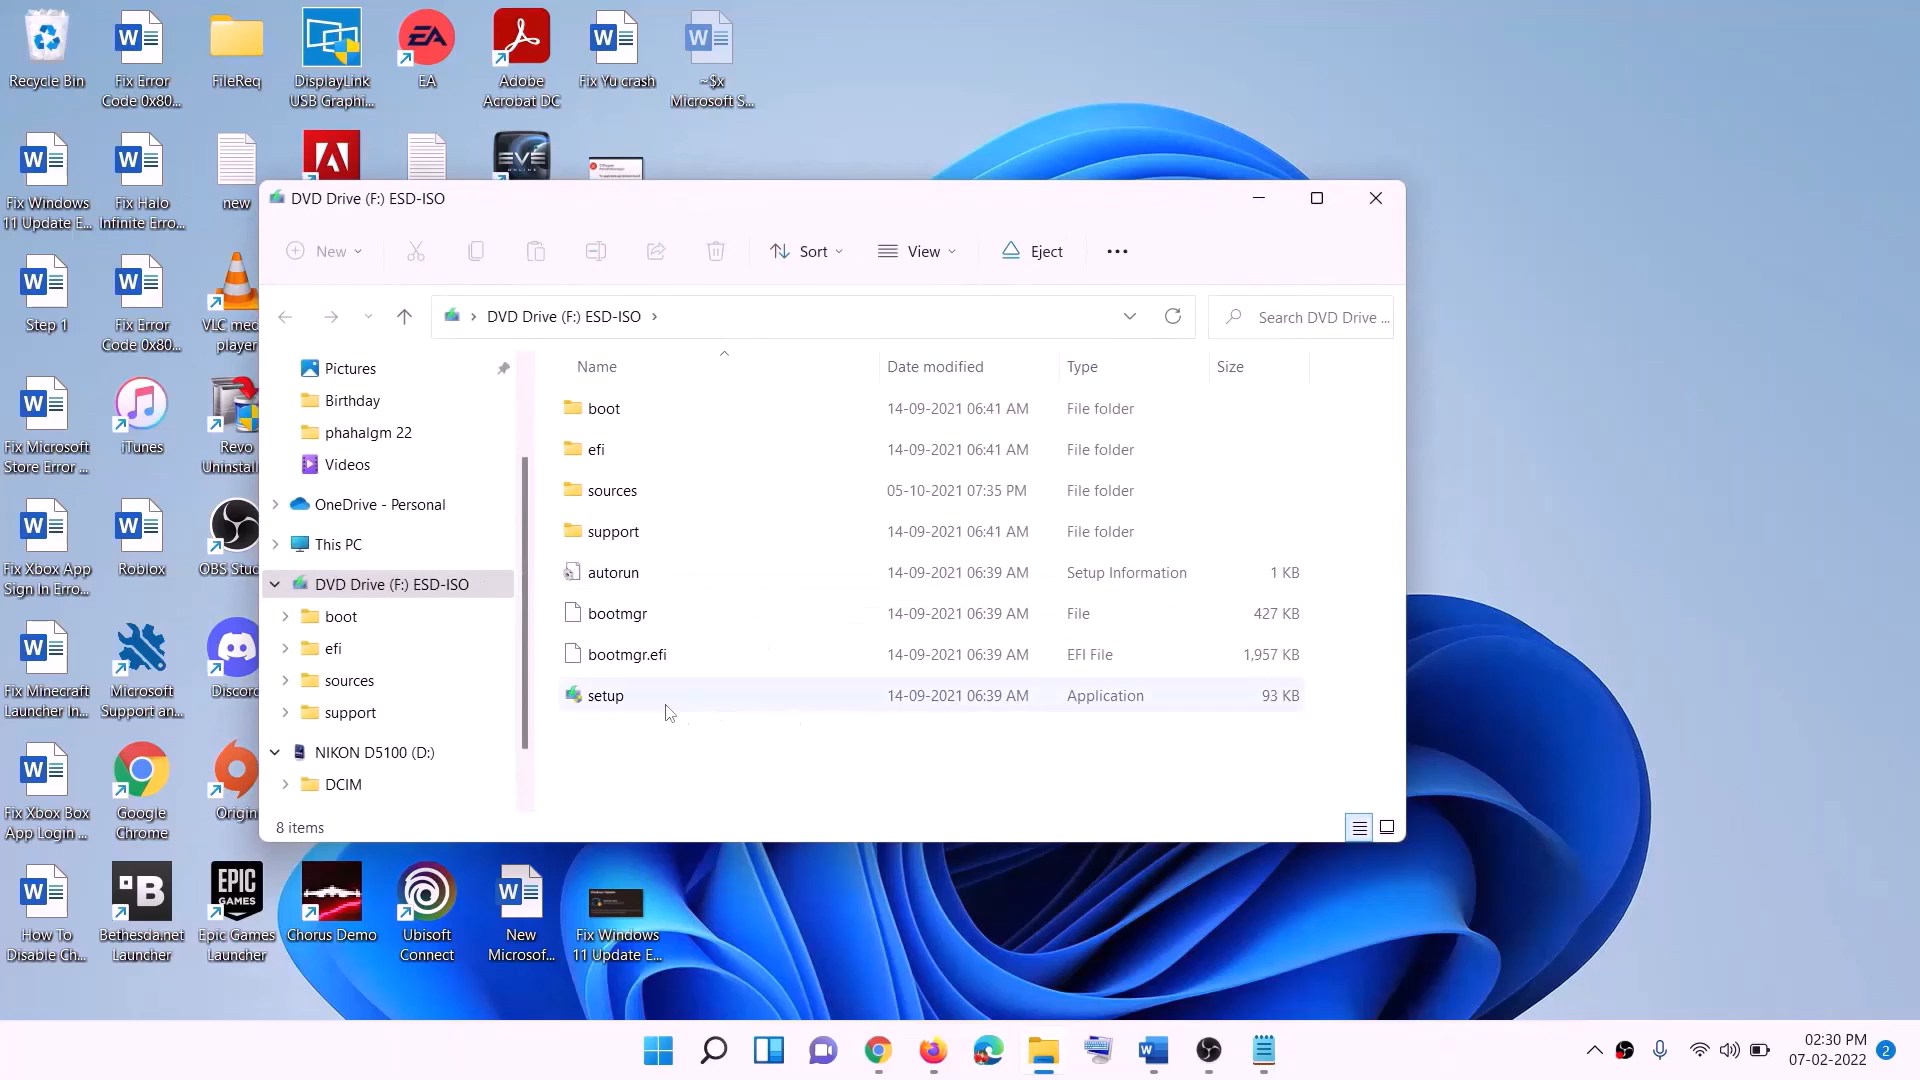 Recycle Bin
Fix Error
Code 0x80...
FileReq
DisplayLink
USB Graphi...
EA
EA
Adobe
Acrobat DC
Fix Yu crash
~$x
Microsoft S...
Fix Windows
11 Update E...
Fix Halo
Infinite Erro...
new
EVE
ONLINE
Step 1
Fix Error
Code 0x80...
VLC med
player
Fix Microsoft
Store Error ...
iTunes
Revo
Uninstal
Fix Xbox App
Sign In Erro...
Roblox
OBS Stud
Fix Minecraft
Launcher In...
Microsoft
Support an...
Discord
Fix Xbox Box
App Login ...
Google
Chrome
Origin
How To
Disable Ch...
Bethesda.net
Launcher
EPIC
GAMES
Epic Games
Launcher
Chorus Demo
Ubisoft
Connect
New
Microsof...
Fix Windows
11 Update E...
DVD Drive (F:) ESD-ISO
New
Sort
View
Eject
DVD Drive (F:) ESD-ISO
Search DVD Drive ...
Pictures
Birthday
phahalgm 22
Videos
OneDrive - Personal
This PC
DVD Drive (F:) ESD-ISO
boot
efi
sources
support
NIKON D5100 (D:)
DCIM
Name Date modified Type Size
boot 14-09-2021 06:41 AM File folder
efi 14-09-2021 06:41 AM File folder
sources 05-10-2021 07:35 PM File folder
support 14-09-2021 06:41 AM File folder
autorun 14-09-2021 06:39 AM Setup Information 1 KB
bootmgr 14-09-2021 06:39 AM File 427 KB
bootmgr.efi 14-09-2021 06:39 AM EFI File 1,957 KB
setup 14-09-2021 06:39 AM Application 93 KB
8 items
02:30 PM
07-02-2022
2